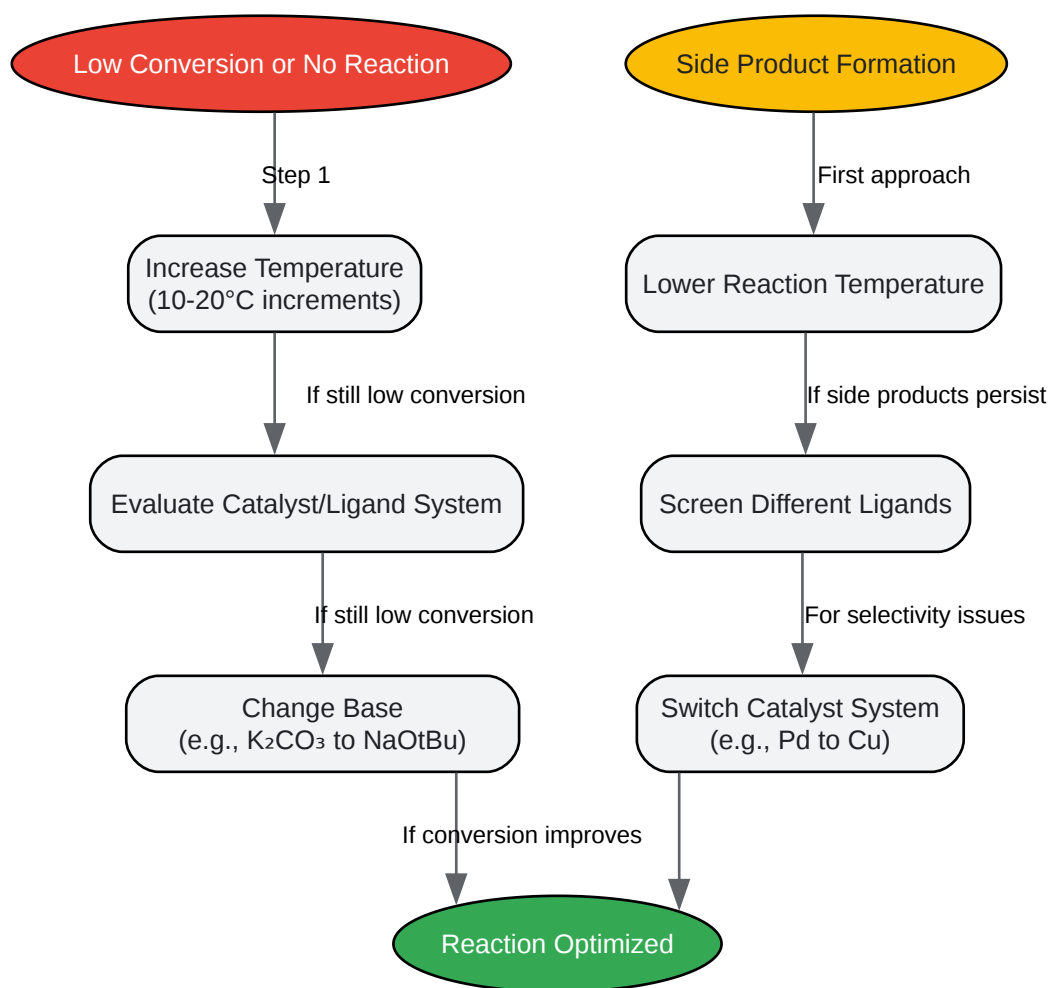 Low Conversion or No Reaction
Side Product Formation
Step 1
First approach
Increase Temperature
(10-20°C increments)
Lower Reaction Temperature
If still low conversion
If side products persist
Evaluate Catalyst/Ligand System
Screen Different Ligands
If still low conversion
For selectivity issues
Change Base
(e.g., K₂CO₃ to NaOtBu)
Switch Catalyst System
(e.g., Pd to Cu)
If conversion improves
Reaction Optimized